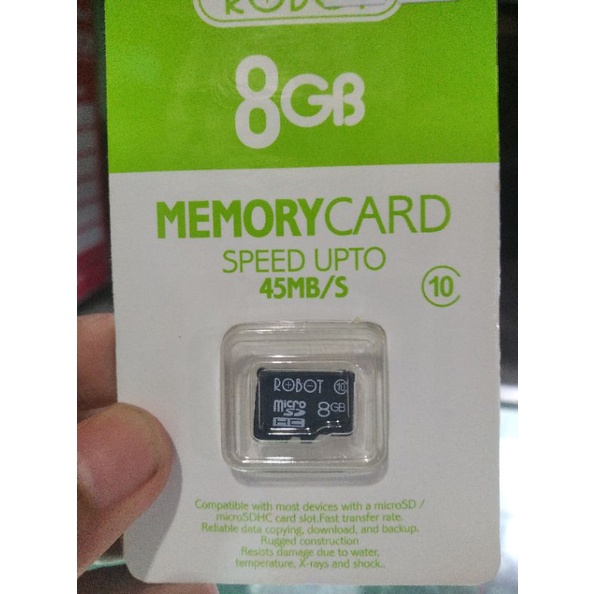 ROBOT
8GB
MEMORYCARD
SPEED UPTO
45MB/S
10
ROBOT 10
micro
SD
HC
8GB
Compatible with most devices with a microSD /
microSDHC card slot.Fast transfer rate.
Reliable data copying, download, and backup.
Rugged construction
Resists damage due to water,
temperature, X-rays and shock..